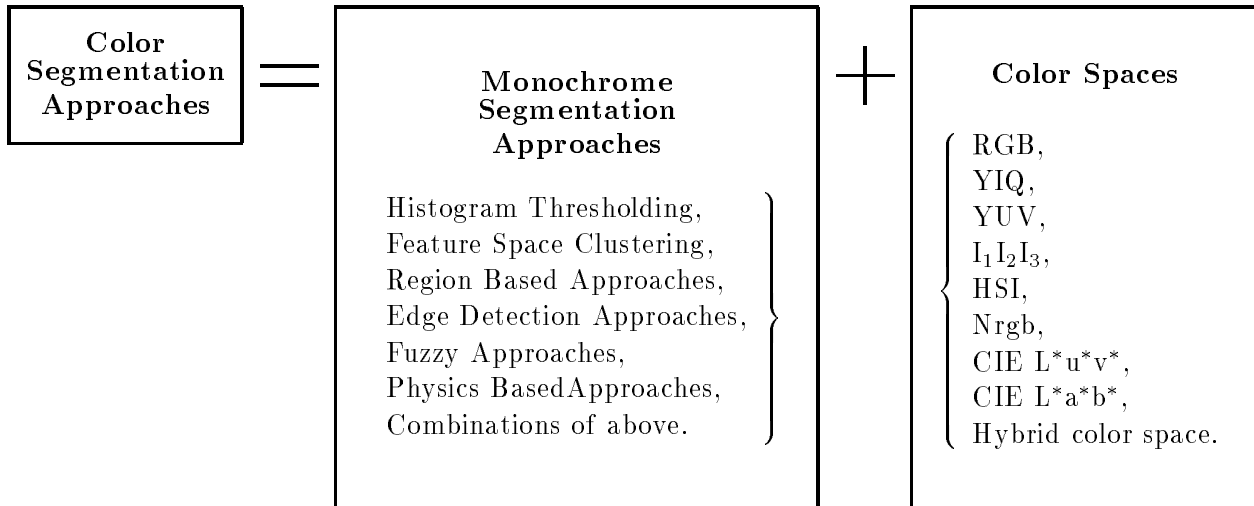 Color
Segmentation
Approaches
=
Monochrome
Segmentation
Approaches
Histogram Thresholding,
Feature Space Clustering,
Region Based Approaches,
Edge Detection Approaches,
Fuzzy Approaches,
Physics BasedApproaches,
Combinations of above.
+
Color Spaces
RGB,
YIQ,
YUV,
I₁I₂I₃,
HSI,
Nrgb,
CIE L*u*v*,
CIE L*a*b*,
Hybrid color space.